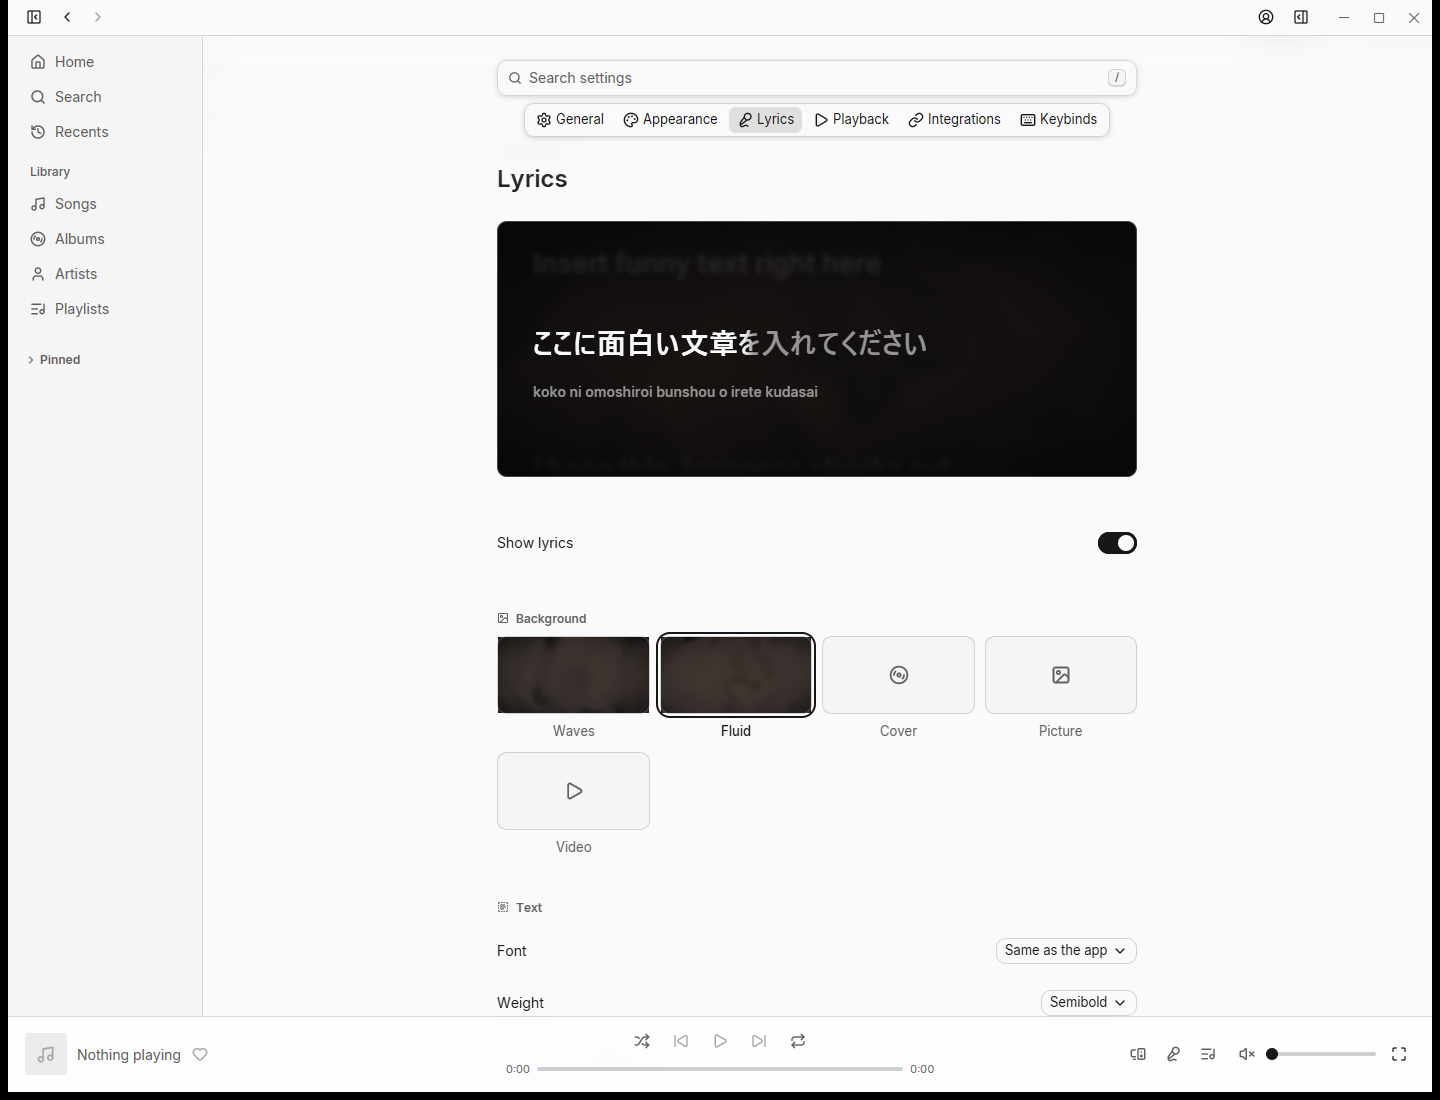 Home
Search
Recents
Library
Songs
Albums
Artists
Playlists
Pinned
Search settings /
General Appearance Lyrics Playback Integrations Keybinds
Lyrics
Insert funny text right here
ここに面白い文章を入れてください
koko ni omoshiroi bunshou o irete kudasai
Show lyrics
Background
Waves Fluid Cover Picture
Video
Text
Font Same as the app
Weight Semibold
Nothing playing
0:00 0:00